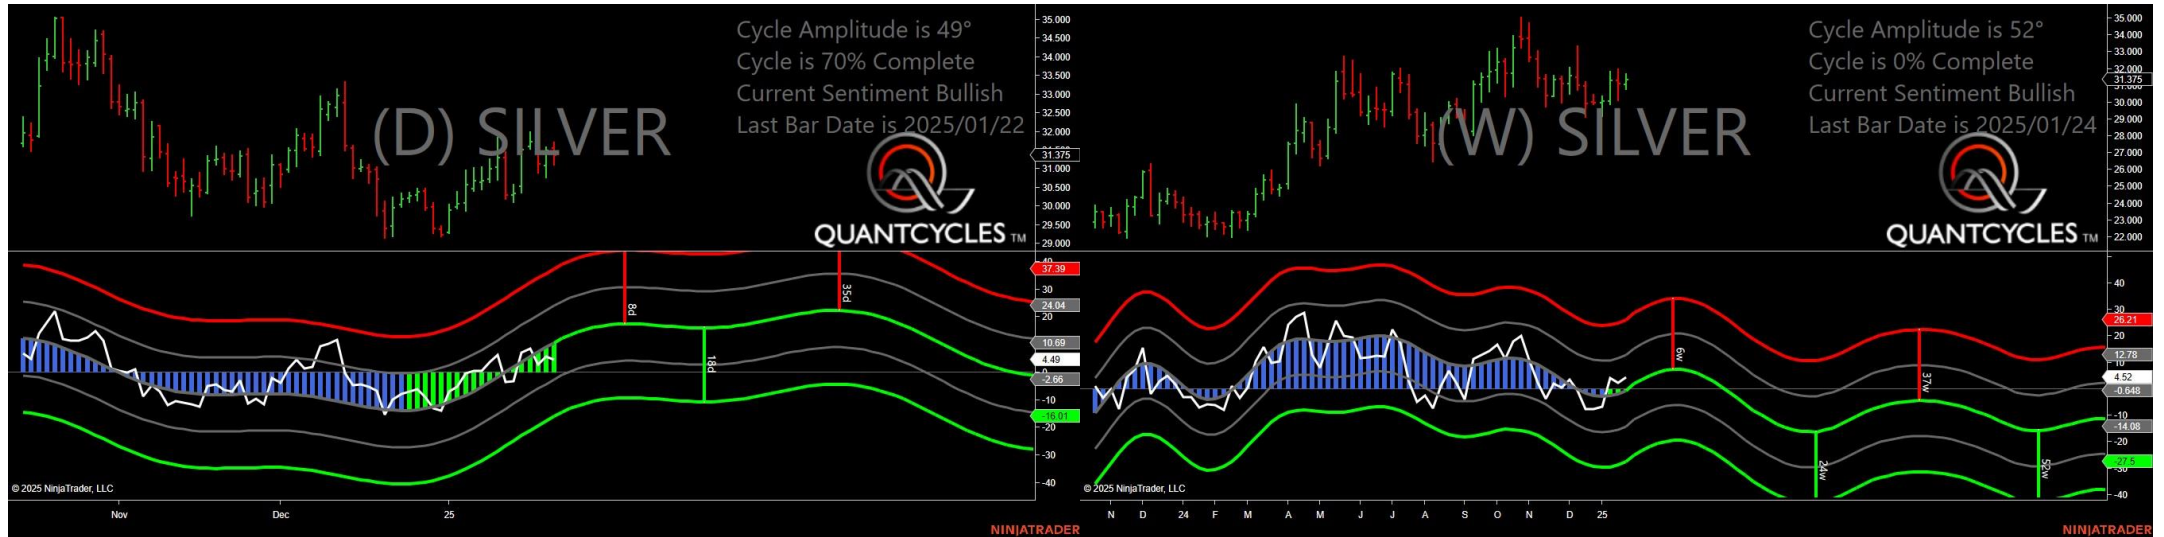 Cycle Amplitude is 49°
Cycle is 70% Complete
Current Sentiment Bullish
Last Bar Date is 2025/01/22
(D) SILVER
QUANTCYCLES TM
35.000
34.500
34.000
33.500
33.000
32.500
32.000
31.375
31.000
30.500
30.000
29.500
29.000
40
37.39
30
24.04
20
10.69
4.49
0
-2.66
-10
-16.01
-20
-30
-40
8d
18d
35d
© 2025 NinjaTrader, LLC
Nov
Dec
25
NINJATRADER
Cycle Amplitude is 52°
Cycle is 0% Complete
Current Sentiment Bullish
Last Bar Date is 2025/01/24
(W) SILVER
QUANTCYCLES TM
35.000
34.000
33.000
32.000
31.375
31.000
30.000
29.000
28.000
27.000
26.000
25.000
24.000
23.000
22.000
40
30
26.21
20
12.78
10
4.52
-0.648
-10
-14.08
-20
-27.5
-30
-40
6w
24w
37w
52w
© 2025 NinjaTrader, LLC
N D 24 F M A M J J A S O N D 25
NINJATRADER